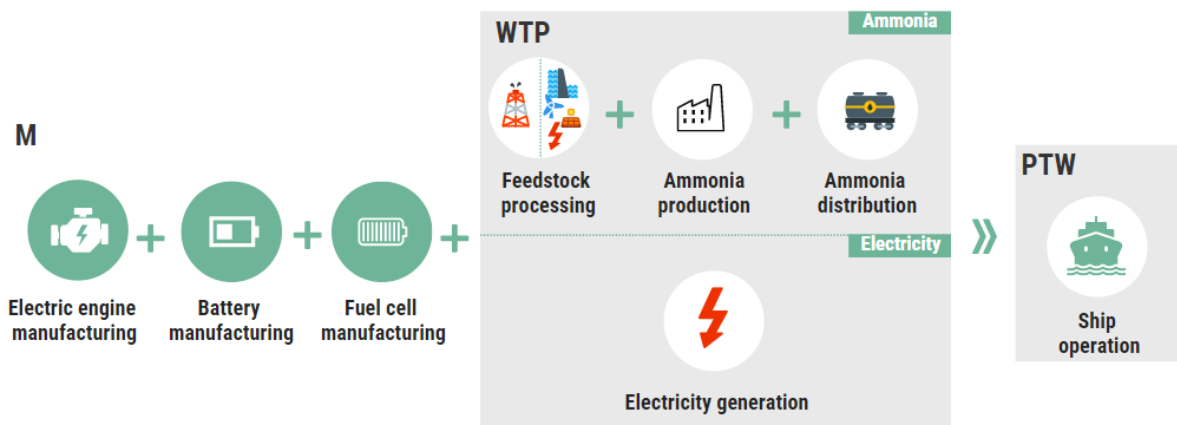 M
Electric engine
manufacturing
Battery
manufacturing
Fuel cell
manufacturing
WTP
Ammonia
Feedstock
processing
Ammonia
production
Ammonia
distribution
Electricity
Electricity generation
PTW
Ship
operation